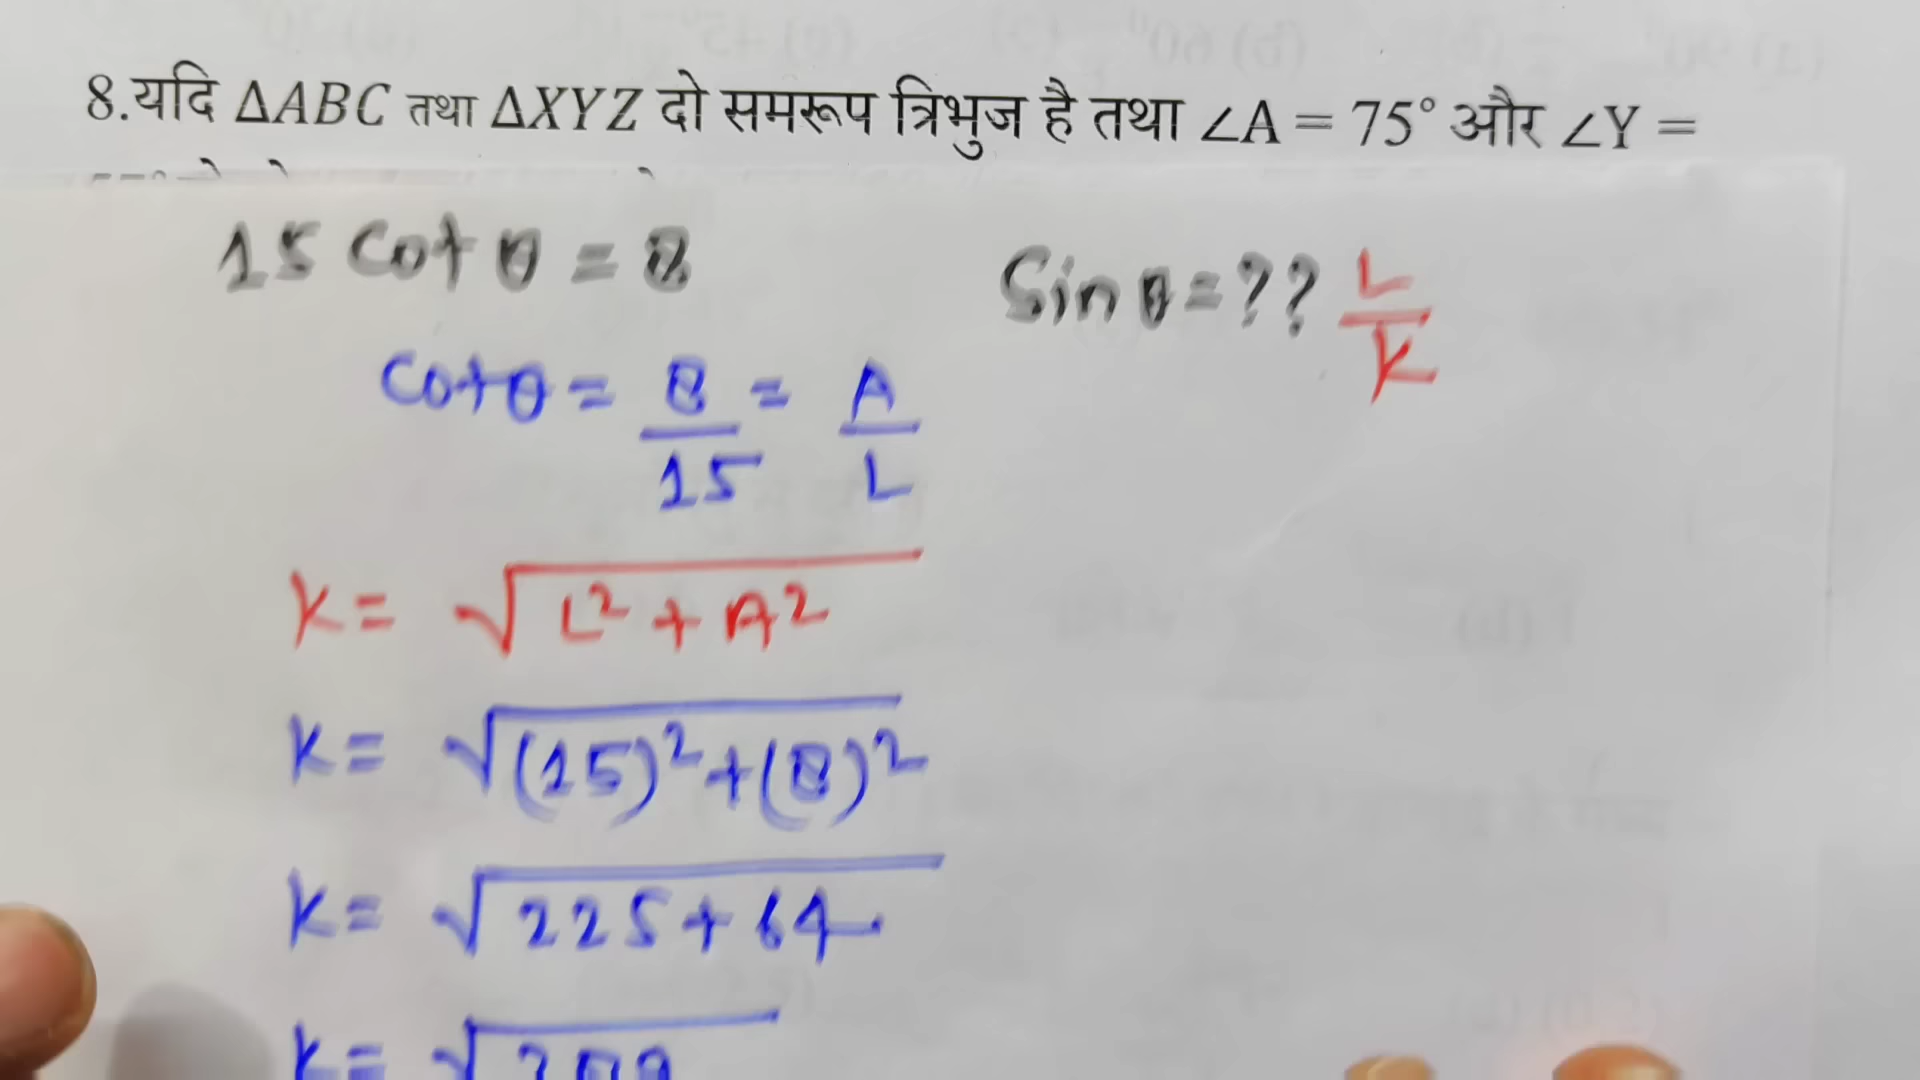 8.यदि ΔABC तथा ΔXYZ दो समरूप त्रिभुज है तथा ∠A = 75° और ∠Y =
15 Cot θ = 8
Sin θ = ?? L/K
Cot θ = 8/15 = A/L
K = √(L² + A²)
K = √((15)² + (8)²)
K = √(225 + 64)
K = √289